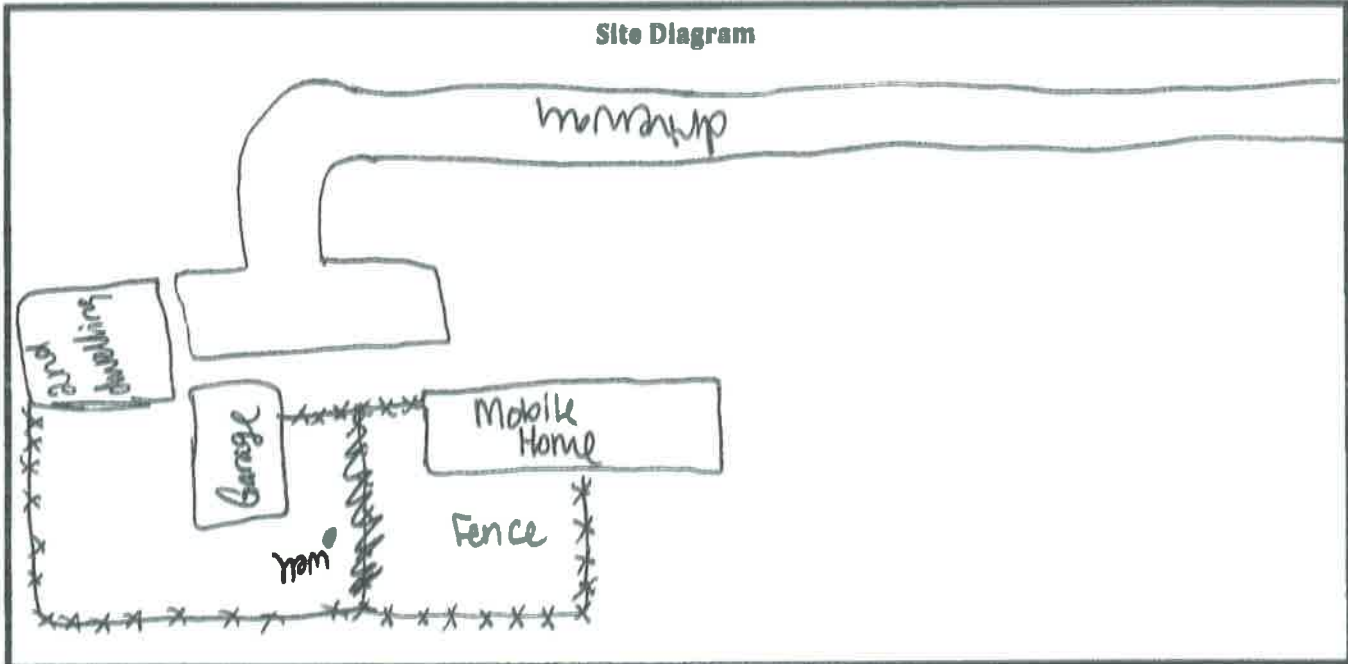 Site Diagram
driveway
2nd
dwelling
Garage
Mobile
Home
Fence
well